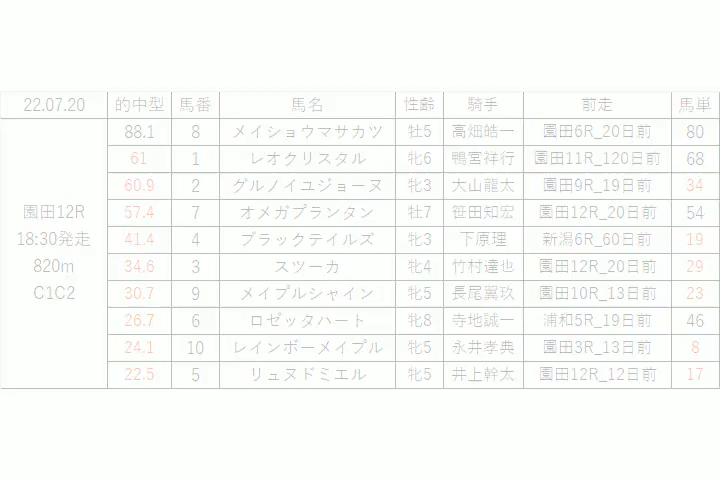 22.07.20 的中型 馬番 馬名 性齢 騎手 前走 馬単
園田12R
18:30発走
820m
C1C2
88.1 8 メイショウマサカツ 牡5 高畑皓一 園田6R_20日前 80
61 1 レオクリスタル 牝6 鴨宮祥行 園田11R_120日前 68
60.9 2 グルノイユジョーヌ 牝3 大山龍太 園田9R_19日前 34
57.4 7 オメガプランタン 牡7 笹田知宏 園田12R_20日前 54
41.4 4 ブラックテイルズ 牝3 下原理 新潟6R_60日前 19
34.6 3 スツーカ 牝4 竹村達也 園田12R_20日前 29
30.7 9 メイプルシャイン 牝5 長尾翼玖 園田10R_13日前 23
26.7 6 ロゼッタハート 牝8 寺地誠一 浦和5R_19日前 46
24.1 10 レインボーメイプル 牝5 永井孝典 園田3R_13日前 8
22.5 5 リュヌドミエル 牝5 井上幹太 園田12R_12日前 17